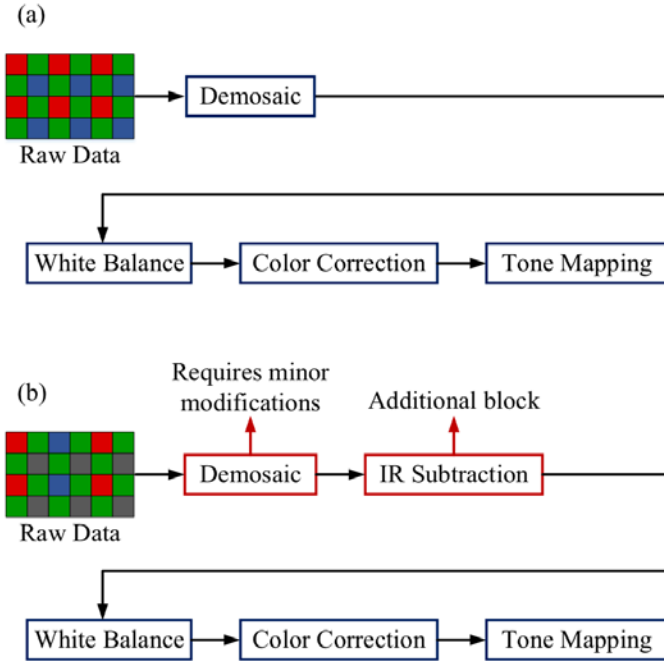 (a)
Demosaic
Raw Data
White Balance
Color Correction
Tone Mapping
(b)
Requires minor
modifications
Additional block
Demosaic
IR Subtraction
Raw Data
White Balance
Color Correction
Tone Mapping